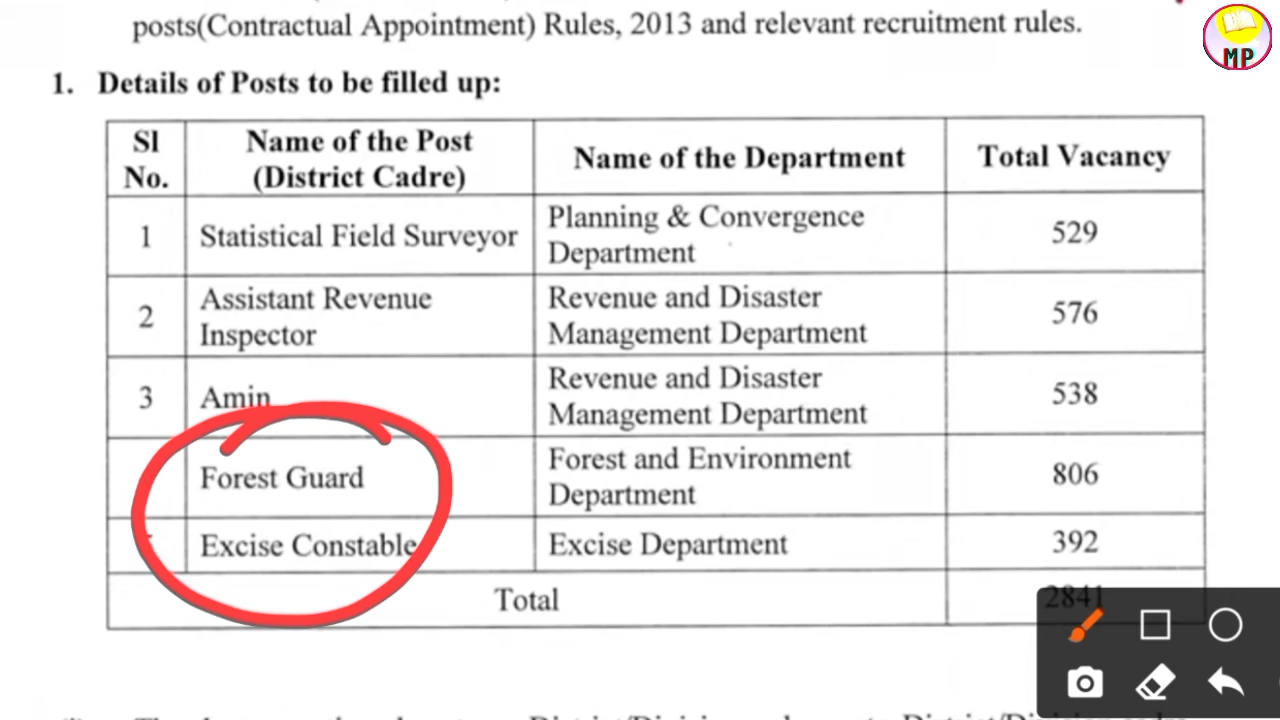 posts(Contractual Appointment) Rules, 2013 and relevant recruitment rules.
MP
1. Details of Posts to be filled up:
Sl No. | Name of the Post (District Cadre) | Name of the Department | Total Vacancy
1 | Statistical Field Surveyor | Planning & Convergence Department | 529
2 | Assistant Revenue Inspector | Revenue and Disaster Management Department | 576
3 | Amin | Revenue and Disaster Management Department | 538
Forest Guard | Forest and Environment Department | 806
Excise Constable | Excise Department | 392
Total | 2841